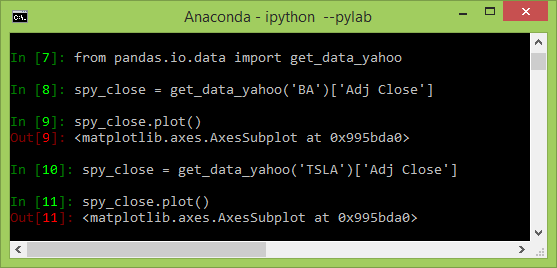 Anaconda - ipython --pylab
In [7]: from pandas.io.data import get_data_yahoo
In [8]: spy_close = get_data_yahoo('BA')['Adj Close']
In [9]: spy_close.plot()
Out[9]: <matplotlib.axes.AxesSubplot at 0x995bda0>
In [10]: spy_close = get_data_yahoo('TSLA')['Adj Close']
In [11]: spy_close.plot()
Out[11]: <matplotlib.axes.AxesSubplot at 0x995bda0>